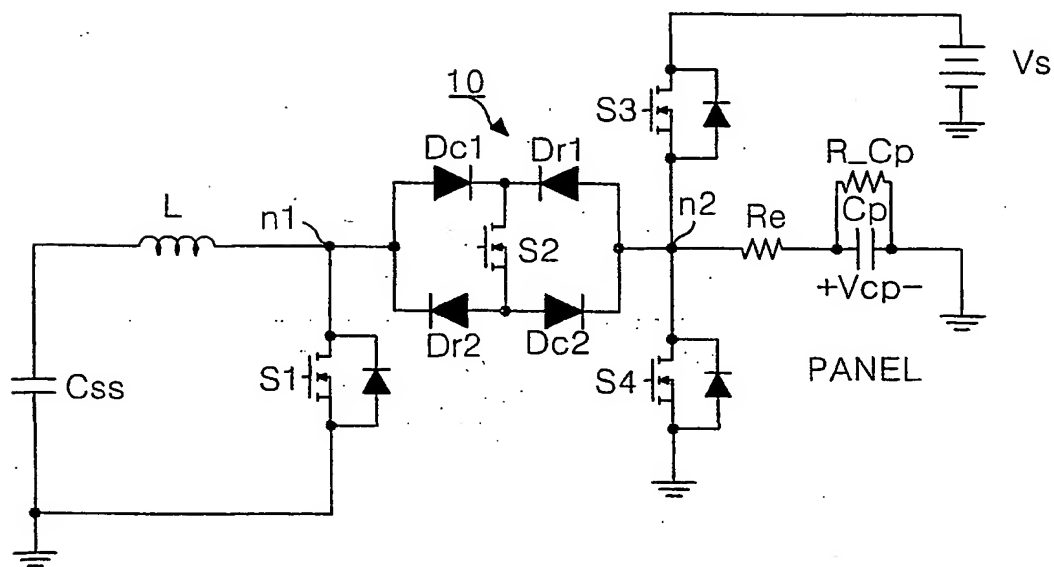 10
Vs
S3
Dc1
Dr1
R_Cp
L
n1
n2
Re
Cp
S2
+Vcp-
Dr2
Dc2
Css
S1
S4
PANEL